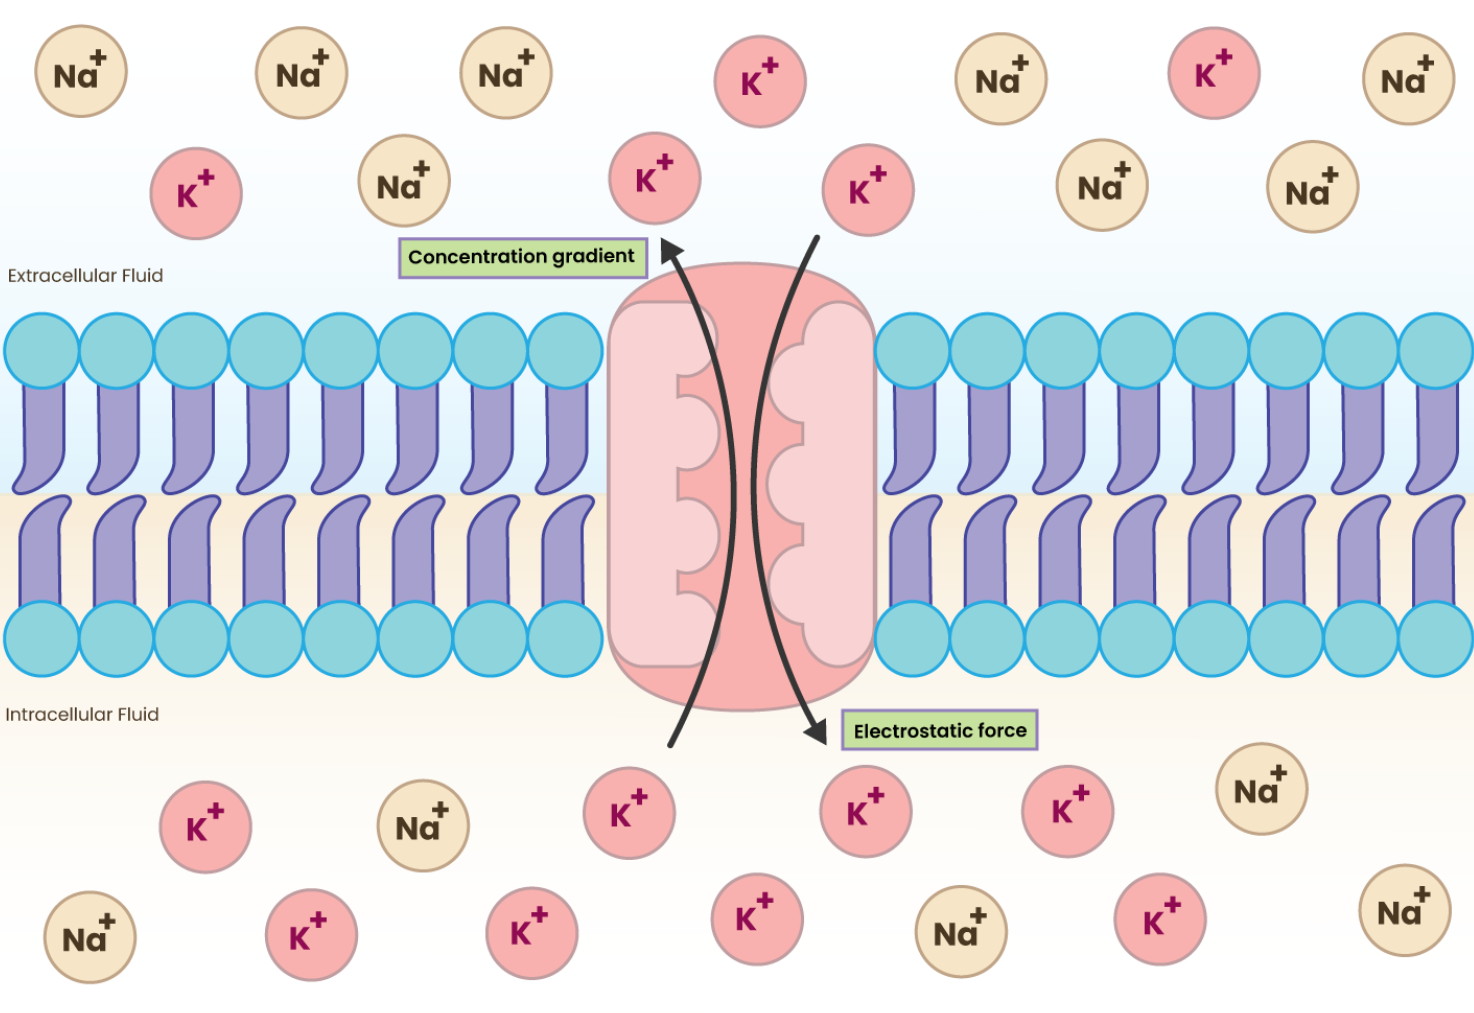 Na+
Na+
Na+
K+
Na+
K+
Na+
K+
Na+
K+
K+
Na+
Na+
Concentration gradient
Extracellular Fluid
Intracellular Fluid
Electrostatic force
K+
Na+
K+
K+
K+
Na+
Na+
K+
K+
K+
Na+
K+
Na+